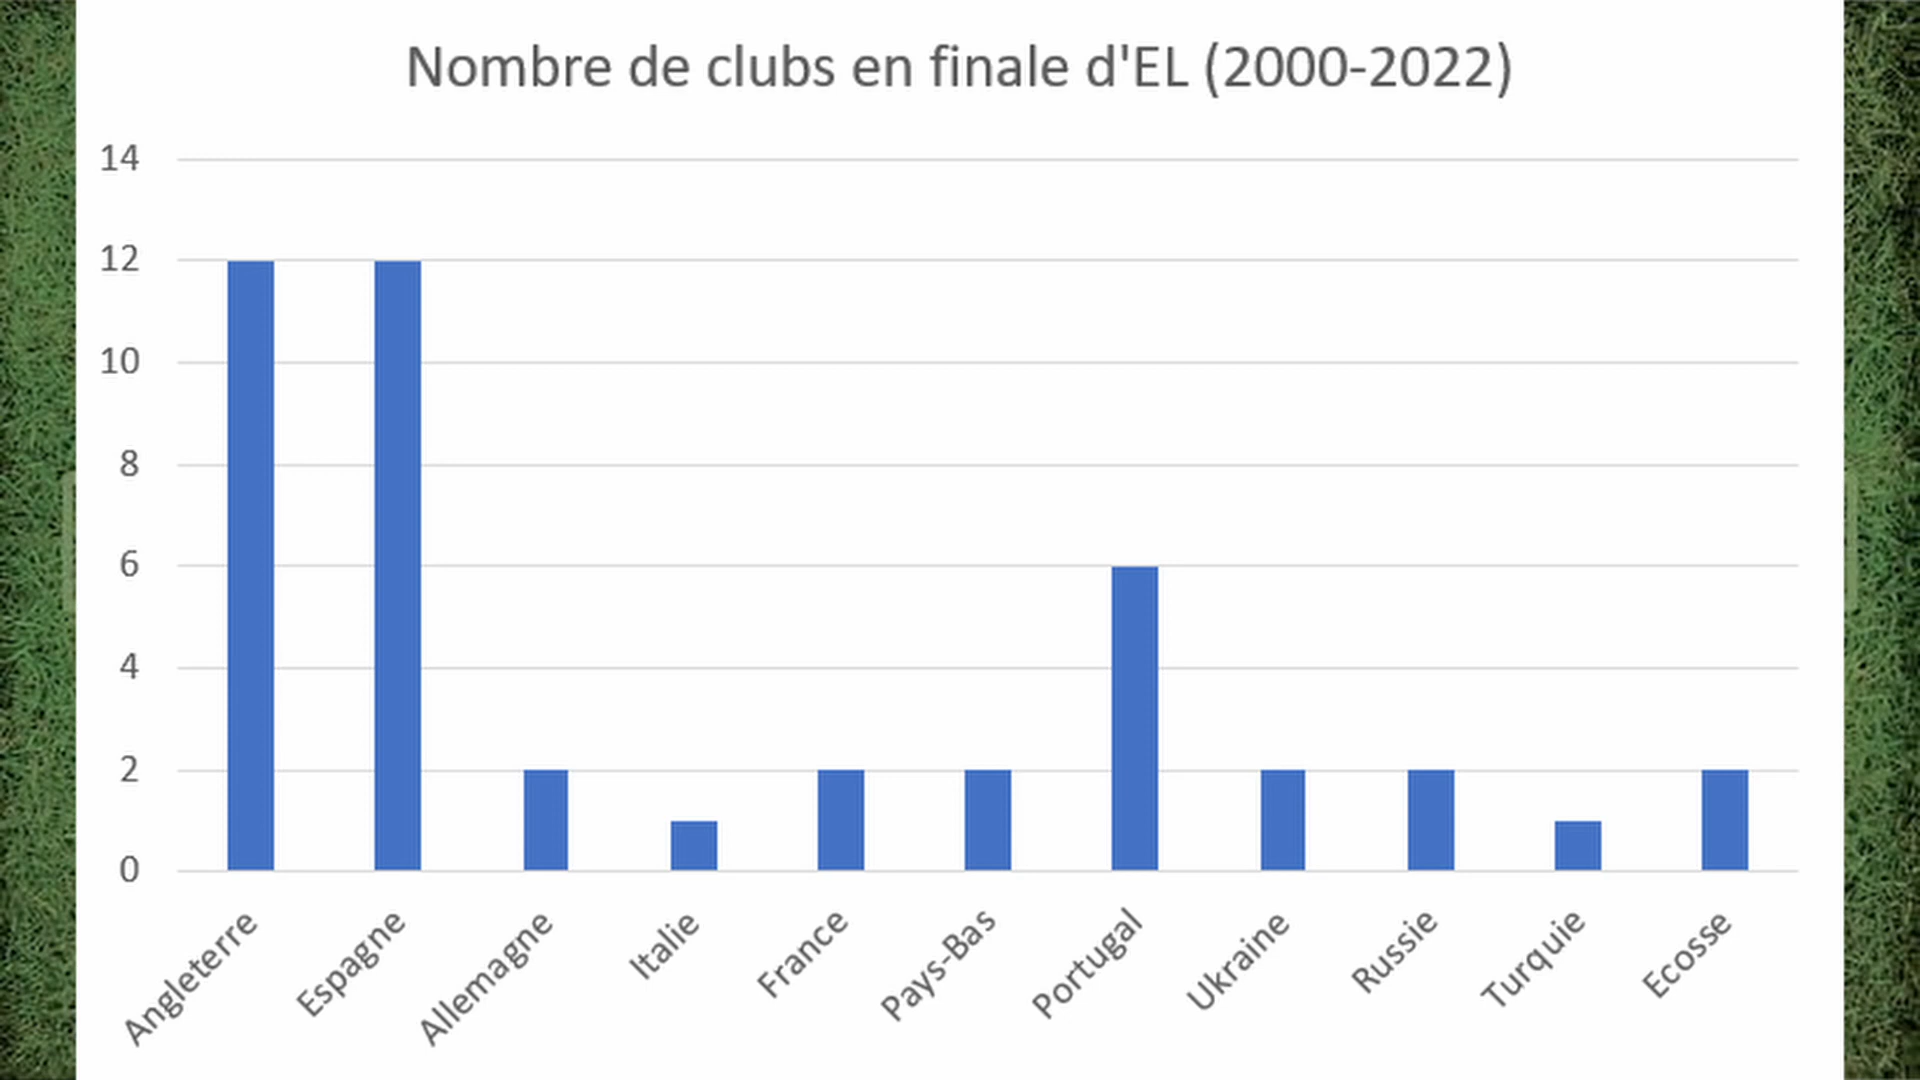 Nombre de clubs en finale d'EL (2000-2022)
14
12
10
8
6
4
2
0
Angleterre
Espagne
Allemagne
Italie
France
Pays-Bas
Portugal
Ukraine
Russie
Turquie
Ecosse